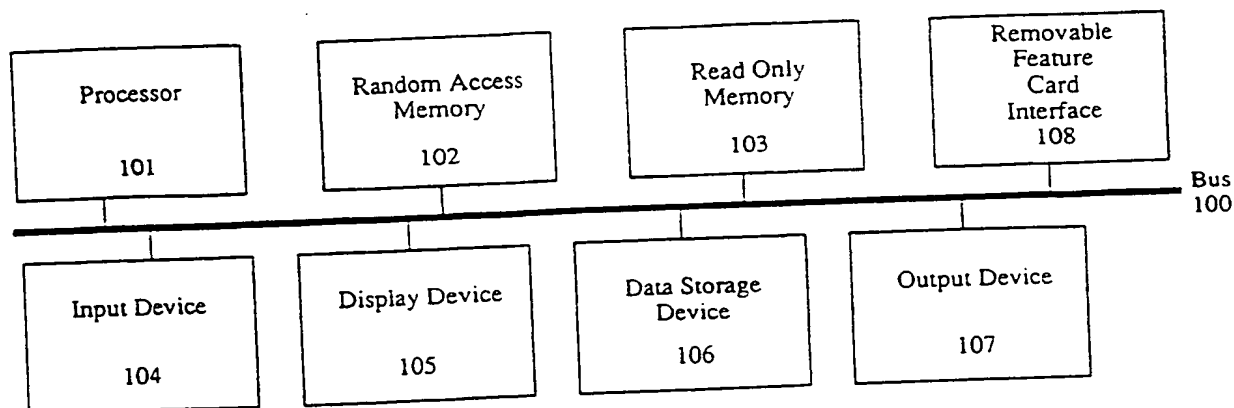 Processor
101
Random Access
Memory
102
Read Only
Memory
103
Removable
Feature
Card
Interface
108
Bus
100
Input Device
104
Display Device
105
Data Storage
Device
106
Output Device
107